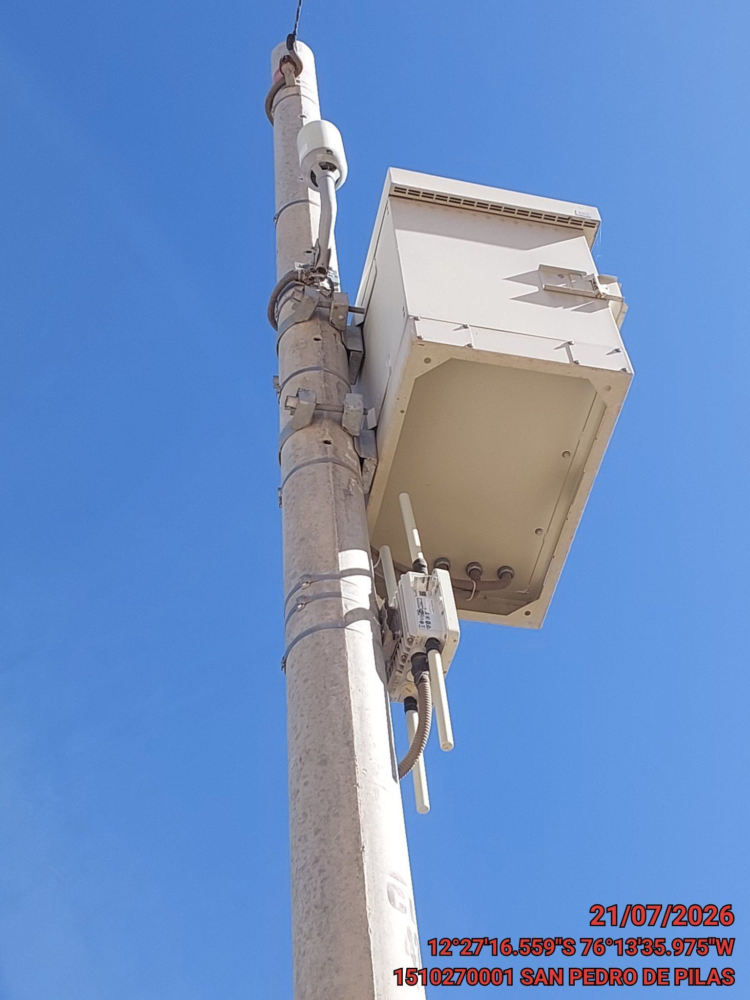 21/07/2026
12°27'16.559"S 76°13'35.975"W
1510270001 SAN PEDRO DE PILAS